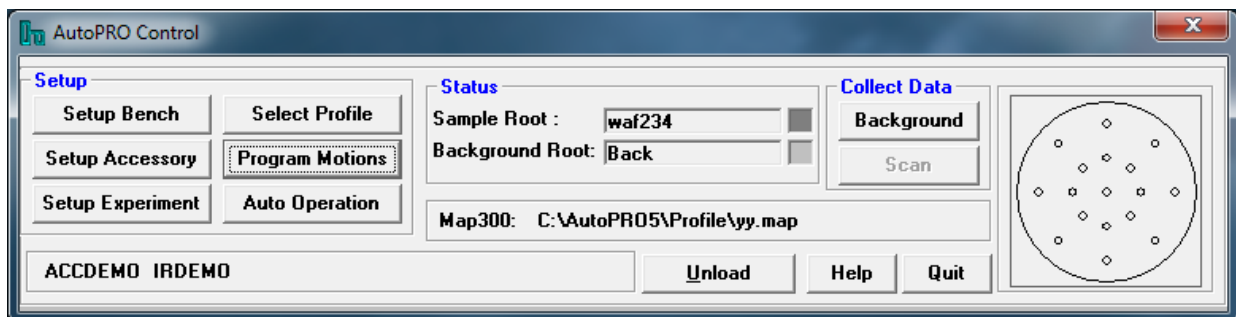 AutoPRO Control
Setup
Setup Bench
Select Profile
Setup Accessory
Program Motions
Setup Experiment
Auto Operation
Status
Sample Root :
waf234
Background Root:
Back
Collect Data
Background
Scan
Map300: C:\AutoPRO5\Profile\yy.map
ACCDEMO IRDEMO
Unload
Help
Quit